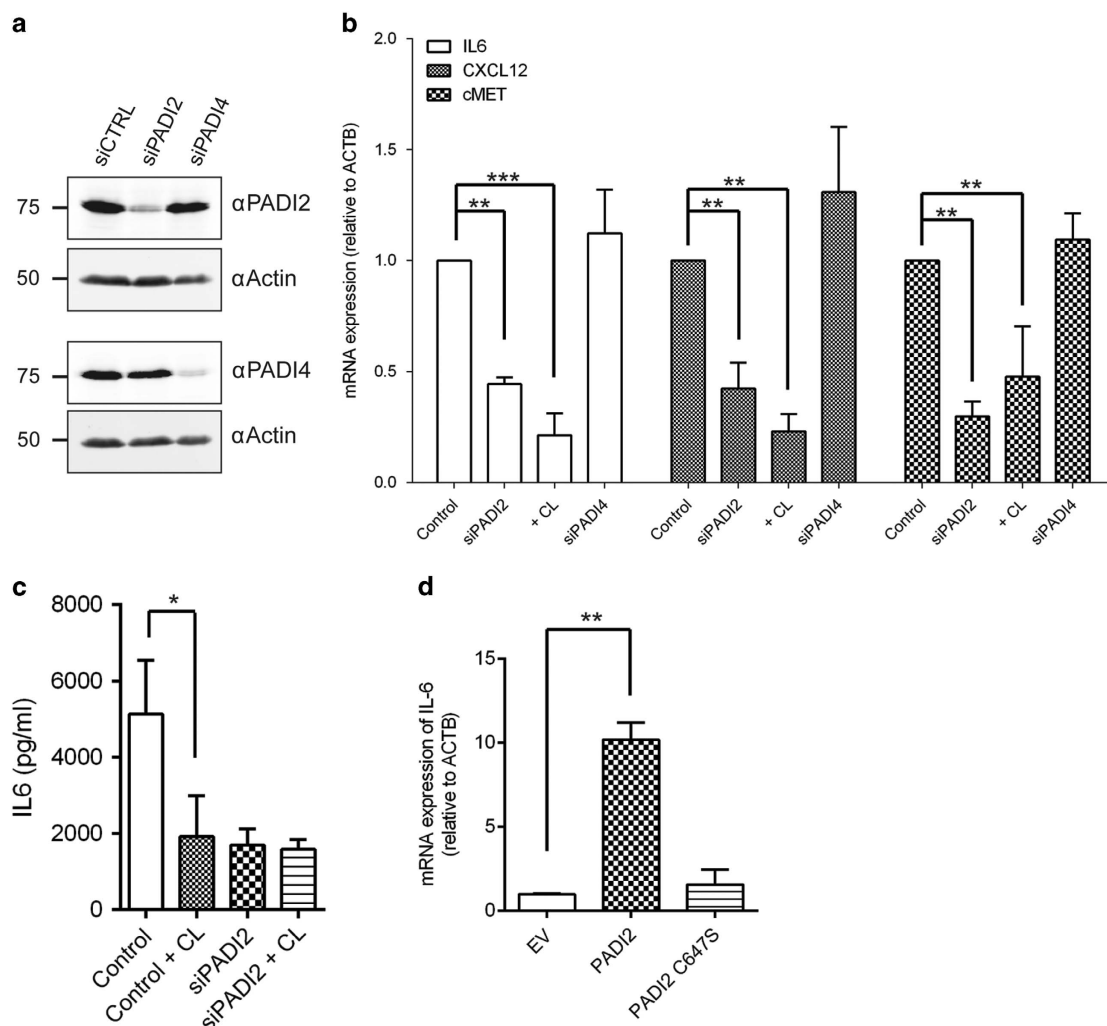 a
siCTRL siPADI2 siPADI4
75 αPADI2
50 αActin
75 αPADI4
50 αActin
b
IL6
CXCL12
cMET
mRNA expression (relative to ACTB)
2.0
1.5
1.0
0.5
0.0
*** ** ** ** ** **
Control siPADI2 + CL siPADI4 Control siPADI2 + CL siPADI4 Control siPADI2 + CL siPADI4
c
IL6 (pg/ml)
8000
6000
4000
2000
0
*
Control Control + CL siPADI2 siPADI2 + CL
d
mRNA expression of IL-6
(relative to ACTB)
15
10
5
0
**
EV PADI2 PADI2 C647S